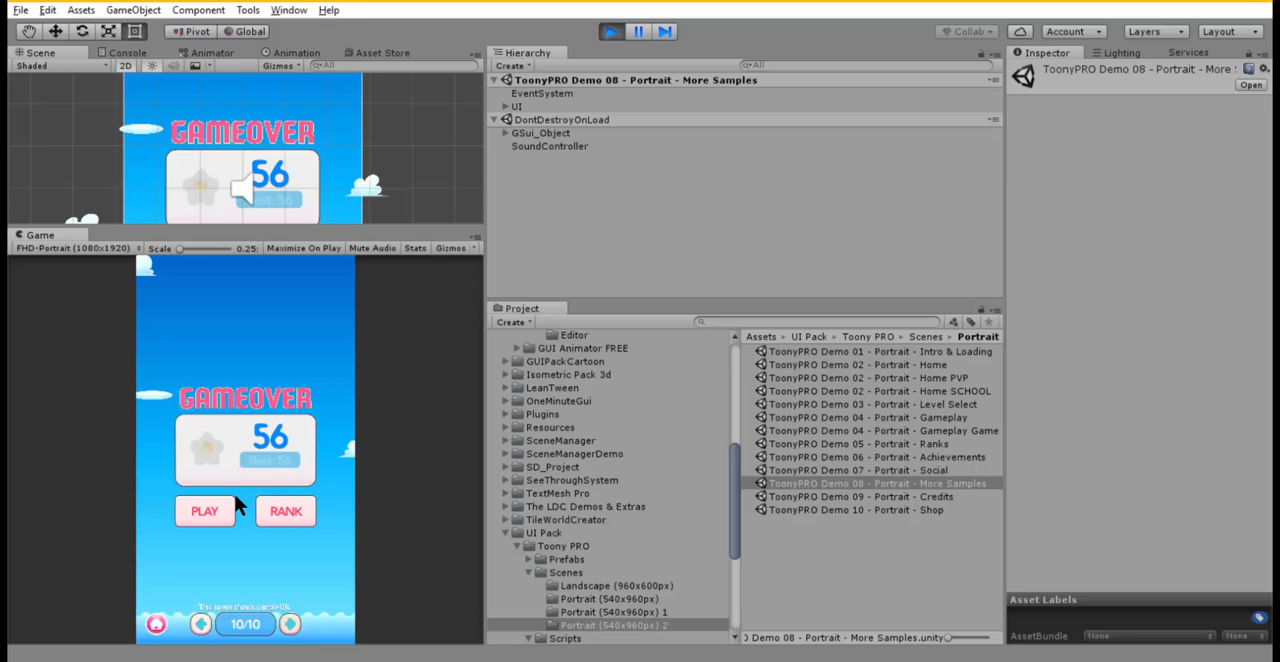 File Edit Assets GameObject Component Tools Window Help
Pivot Global Collab Account Layers Layout
Scene Console Animator Animation Asset Store
Shaded 2D Gizmos All
GAMEOVER
56
Best 56
Game
FHD-Portrait (1080x1920) Scale 0.25: Maximize On Play Mute Audio Stats Gizmos
GAMEOVER
56
Best 56
PLAY RANK
10/10
Hierarchy
Create All
ToonyPRO Demo 08 - Portrait - More Samples
EventSystem
UI
DontDestroyOnLoad
GSui_Object
SoundController
Project
Create
Editor
GUI Animator FREE
GUIPackCartoon
Isometric Pack 3d
LeanTween
OneMinuteGui
Plugins
Resources
SceneManager
SceneManagerDemo
SD_Project
SeeThroughSystem
TextMesh Pro
The LDC Demos & Extras
TileWorldCreator
UI Pack
Toony PRO
Prefabs
Scenes
Landscape (960x600px)
Portrait (540x960px)
Portrait (540x960px) 1
Portrait (540x960px) 2
Scripts
Assets UI Pack Toony PRO Scenes Portrait
ToonyPRO Demo 01 - Portrait - Intro & Loading
ToonyPRO Demo 02 - Portrait - Home
ToonyPRO Demo 02 - Portrait - Home PVP
ToonyPRO Demo 02 - Portrait - Home SCHOOL
ToonyPRO Demo 03 - Portrait - Level Select
ToonyPRO Demo 04 - Portrait - Gameplay
ToonyPRO Demo 04 - Portrait - Gameplay Game
ToonyPRO Demo 05 - Portrait - Ranks
ToonyPRO Demo 06 - Portrait - Achievements
ToonyPRO Demo 07 - Portrait - Social
ToonyPRO Demo 08 - Portrait - More Samples
ToonyPRO Demo 09 - Portrait - Credits
ToonyPRO Demo 10 - Portrait - Shop
Demo 08 - Portrait - More Samples.unity
Inspector Lighting Services
ToonyPRO Demo 08 - Portrait - More
Open
Asset Labels
AssetBundle None None